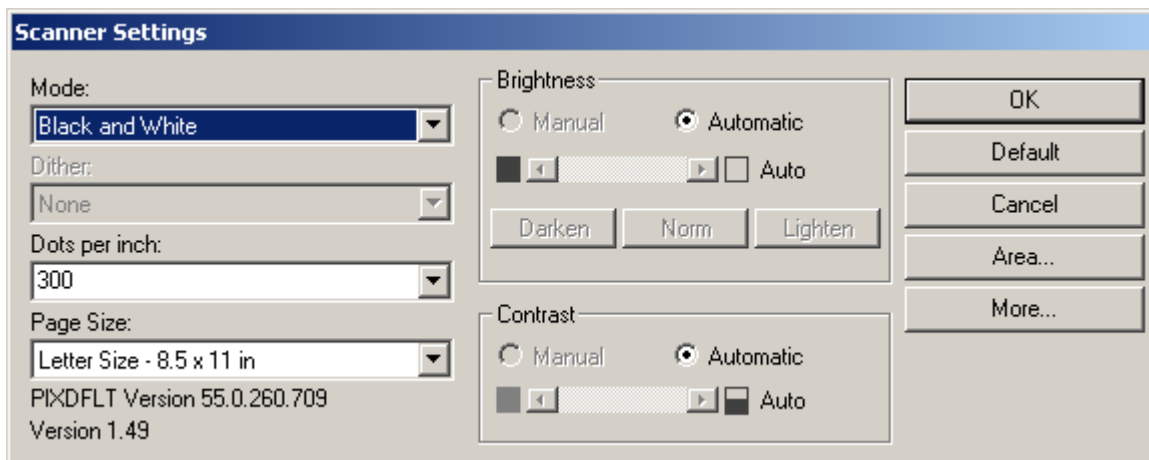 Scanner Settings
Mode:
Black and White
Dither:
None
Dots per inch:
300
Page Size:
Letter Size - 8.5 x 11 in
PIXDFLT Version 55.0.260.709
Version 1.49
Brightness
Manual Automatic
Auto
Darken Norm Lighten
Contrast
Manual Automatic
Auto
OK
Default
Cancel
Area...
More...